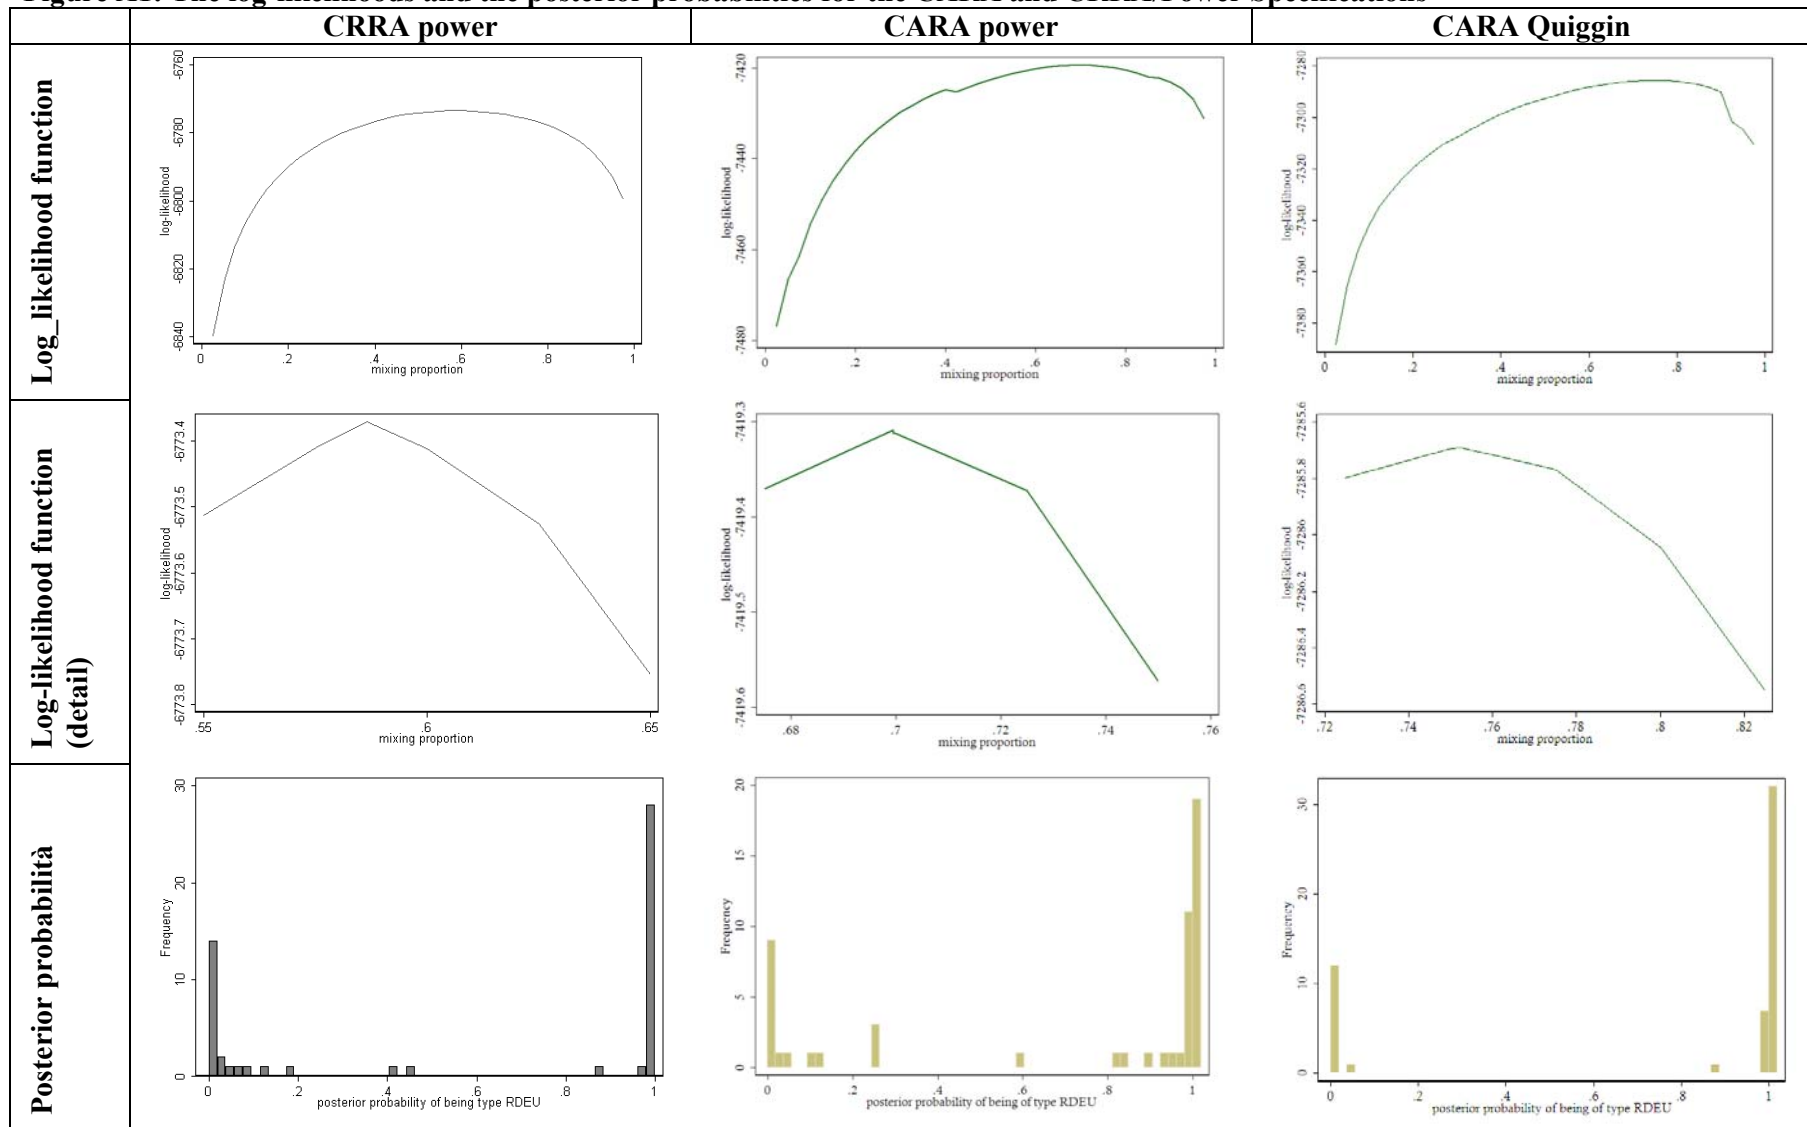 Figure A1: The log-likelihoods and the posterior probabilities for the CARA and CRRA/Power Specifications
CRRA power
CARA power
CARA Quiggin
Log_likelihood function
log-likelihood
-6760
-6780
-6800
-6820
-6840
0 .2 .4 .6 .8 1
mixing proportion
log-likelihood
-7420
-7440
-7460
-7480
0 .2 .4 .6 .8 1
mixing proportion
log-likelihood
-7280
-7300
-7320
-7340
-7360
-7380
0 .2 .4 .6 .8 1
mixing proportion
Log-likelihood function
(detail)
log-likelihood
-6773.4
-6773.5
-6773.6
-6773.7
-6773.8
.55 .6 .65
mixing proportion
log-likelihood
-7419.3
-7419.4
-7419.5
-7419.6
.68 .7 .72 .74 .76
mixing proportion
log-likelihood
-7285.6
-7285.8
-7286
-7286.2
-7286.4
-7286.6
.72 .74 .76 .78 .8 .82
mixing proportion
Posterior probabilità
Frequency
30
20
10
0
0 .2 .4 .6 .8 1
posterior probability of being type RDEU
Frequency
20
15
10
5
0
0 .2 .4 .6 .8 1
posterior probability of being of type RDEU
Frequency
30
20
10
0
0 .2 .4 .6 .8 1
posterior probability of being of type RDEU